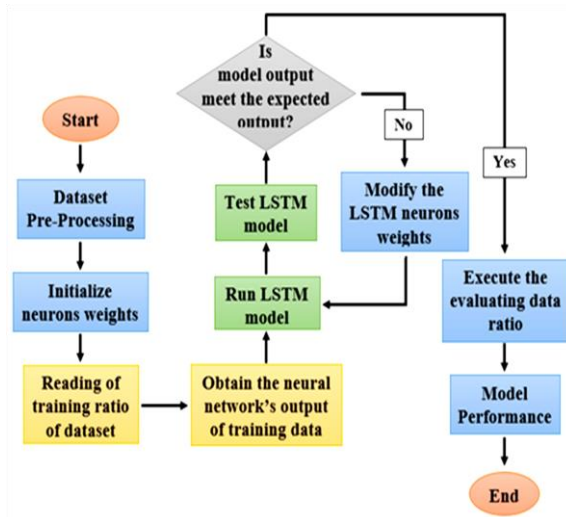 Start
Dataset
Pre-Processing
Initialize
neurons weights
Reading of
training ratio
of dataset
Obtain the neural
network's output
of training data
Run LSTM
model
Test LSTM
model
Is
model output
meet the expected
output?
No
Modify the
LSTM neurons
weights
Yes
Execute the
evaluating data
ratio
Model
Performance
End